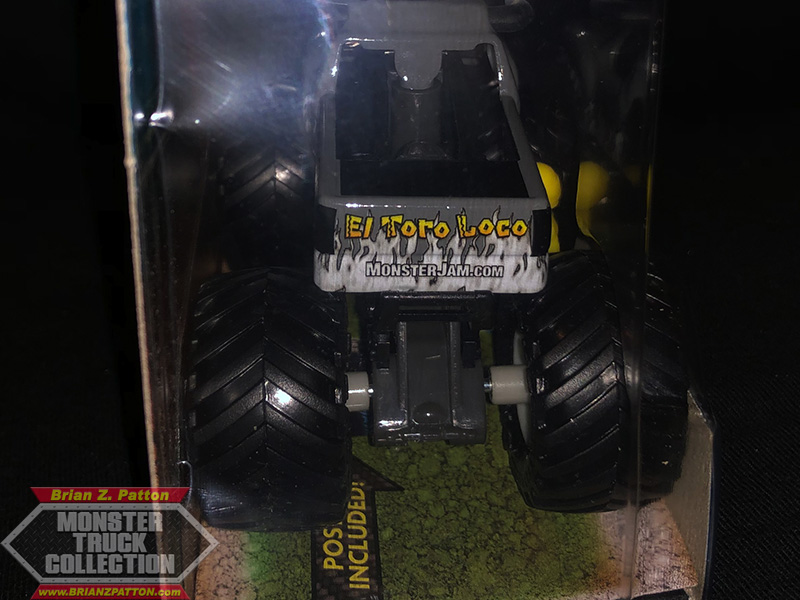 El Toro Loco
MonsterJam.com
POS
INCLUDED!
Brian Z. Patton
MONSTER
TRUCK
COLLECTION
www.BRIANZPATTON.com